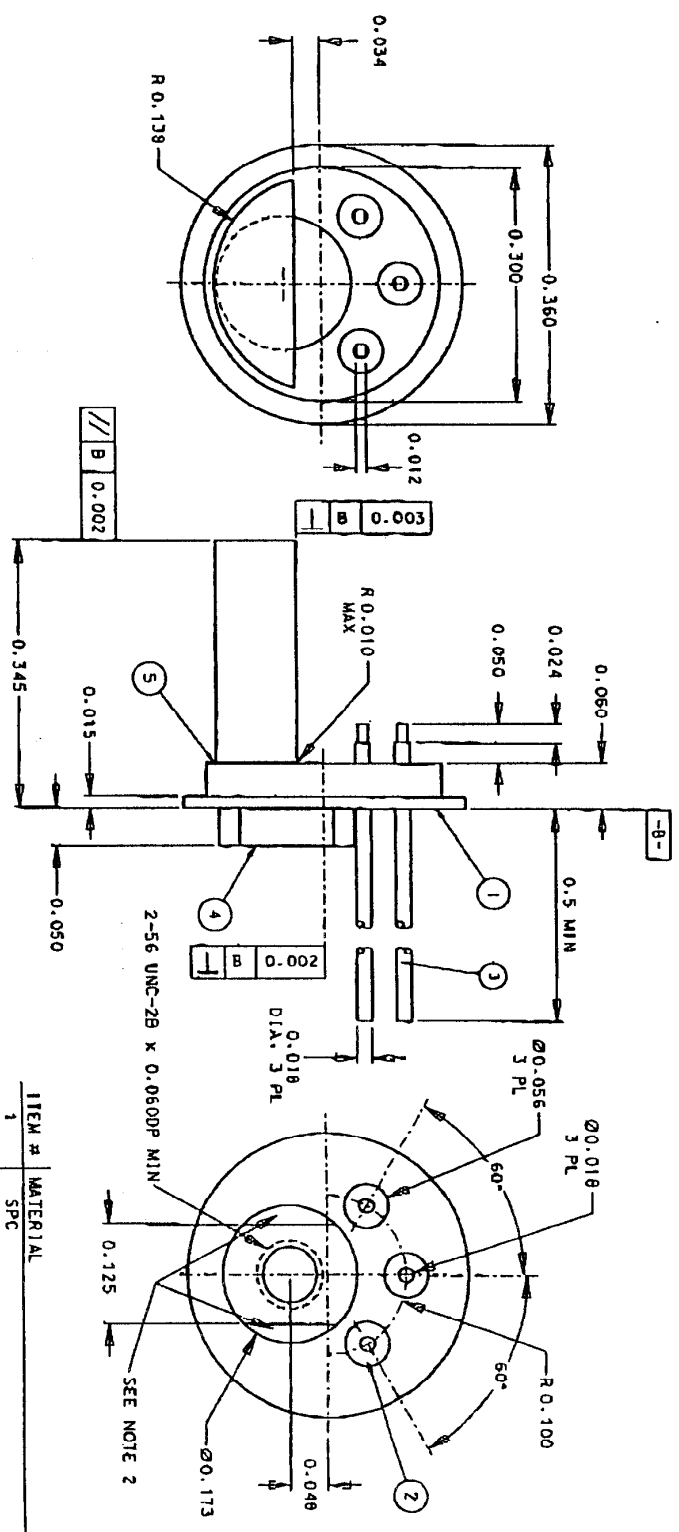 0.034
R 0.138
0.300
0.360
0.012
// B 0.002
⊥ B 0.003
R 0.010
MAX
0.050
0.024
0.060
-B-
0.345
0.015
5
0.050
4
1
0.5 MIN
3
⊥ B 0.002
0.018
DIA. 3 PL
2-56 UNC-2B x 0.060DP MIN
Ø0.056
3 PL
60°
Ø0.018
3 PL
60°
R 0.100
0.125
SEE NOTE 2
Ø0.173
0.048
2
ITEM # MATERIAL
1 SPC